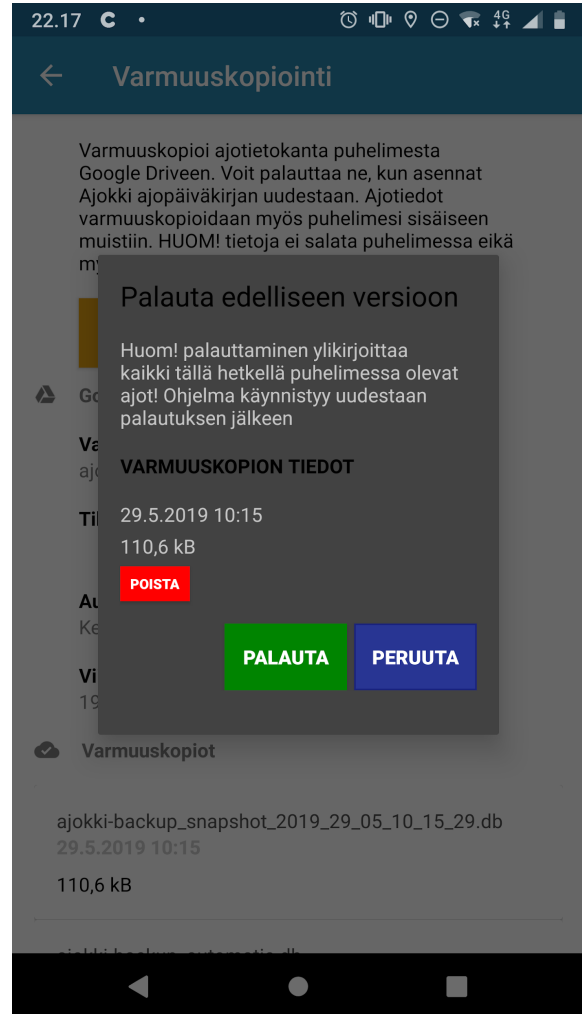 22.17
4G
Varmuuskopiointi
Varmuuskopioi ajotietokanta puhelimesta
Google Driveen. Voit palauttaa ne, kun asennat
Ajokki ajopäiväkirjan uudestaan. Ajotiedot
varmuuskopioidaan myös puhelimesi sisäiseen
muistiin. HUOM! tietoja ei salata puhelimessa eikä
Palauta edelliseen versioon
Huom! palauttaminen ylikirjoittaa
kaikki tällä hetkellä puhelimessa olevat
ajot! Ohjelma käynnistyy uudestaan
palautuksen jälkeen
VARMUUSKOPION TIEDOT
29.5.2019 10:15
110,6 kB
POISTA
PALAUTA PERUUTA
Varmuuskopiot
ajokki-backup_snapshot_2019_29_05_10_15_29.db
29.5.2019 10:15
110,6 kB